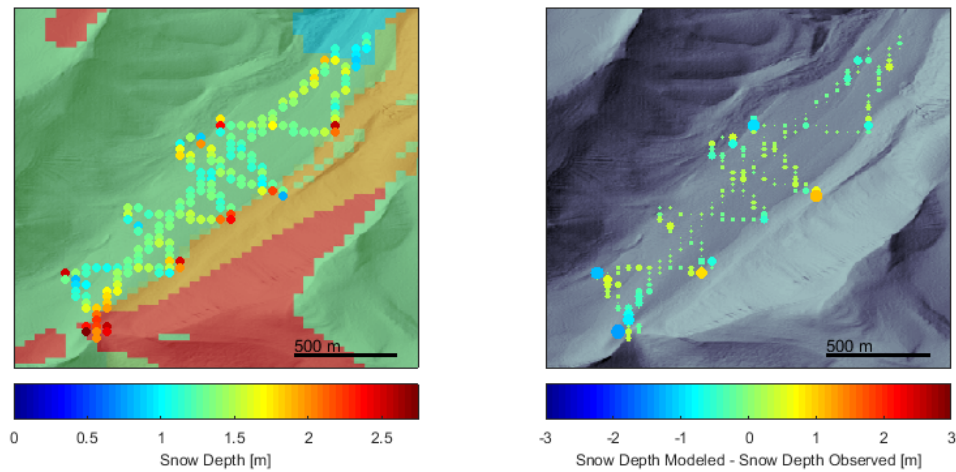 500 m
500 m
0 0.5 1 1.5 2 2.5
Snow Depth [m]
-3 -2 -1 0 1 2 3
Snow Depth Modeled - Snow Depth Observed [m]